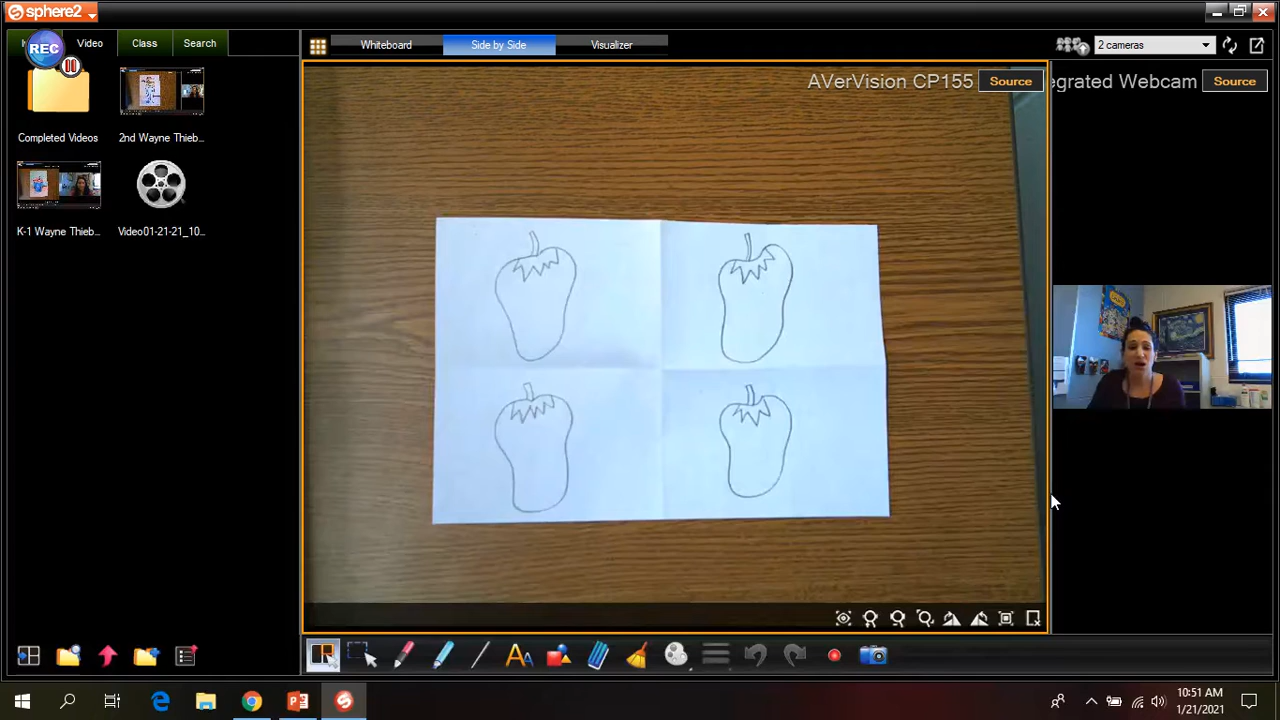 sphere2
REC
Video
Class
Search
Whiteboard
Side by Side
Visualizer
2 cameras
AVerVision CP155
Source
egrated Webcam
Source
Completed Videos
2nd Wayne Thieb...
K-1 Wayne Thieb...
Video01-21-21_10...
10:51 AM
1/21/2021